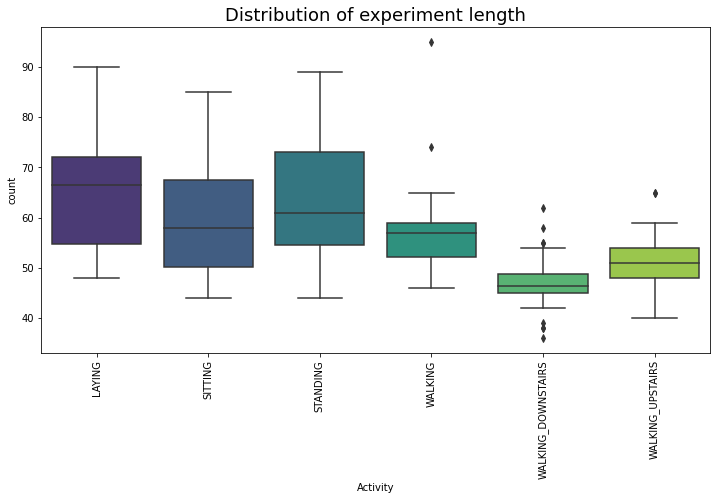 Distribution of experiment length
count
90
80
70
60
50
40
LAYING
SITTING
STANDING
WALKING
WALKING_DOWNSTAIRS
WALKING_UPSTAIRS
Activity